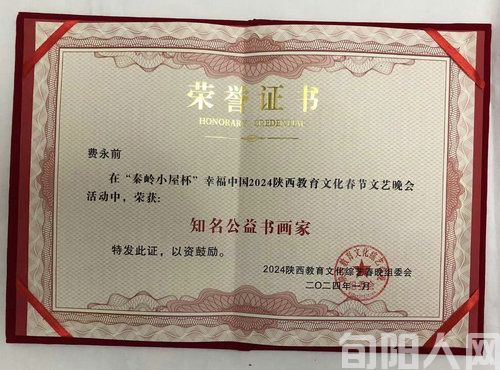 荣誉证书
HONORARY CREDENTIAL
费永前
在“秦岭小屋杯”幸福中国2024陕西教育文化春节文艺晚会
活动中，荣获：
知名公益书画家
特发此证，以资鼓励。
2024陕西教育文化综艺春晚组委会
二〇二四年一月
旬阳人网